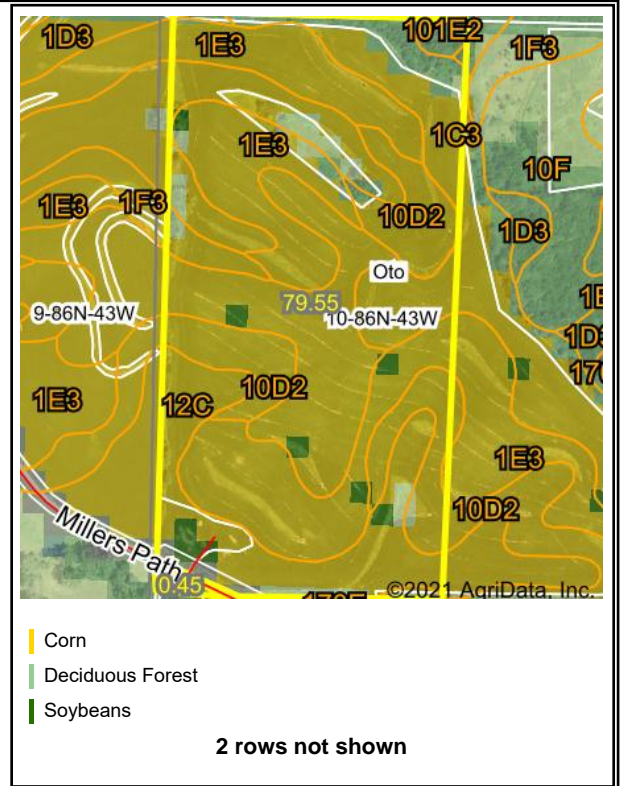 1D3
1E3
101E2
1F3
1E3
1C3
10F
1E3
1F3
10D2
1D3
Oto
79.55
9-86N-43W
10-86N-43W
1E3
12C
10D2
1E3
10D2
Millers Path
0.45
©2021 AgriData, Inc.
Corn
Deciduous Forest
Soybeans
2 rows not shown